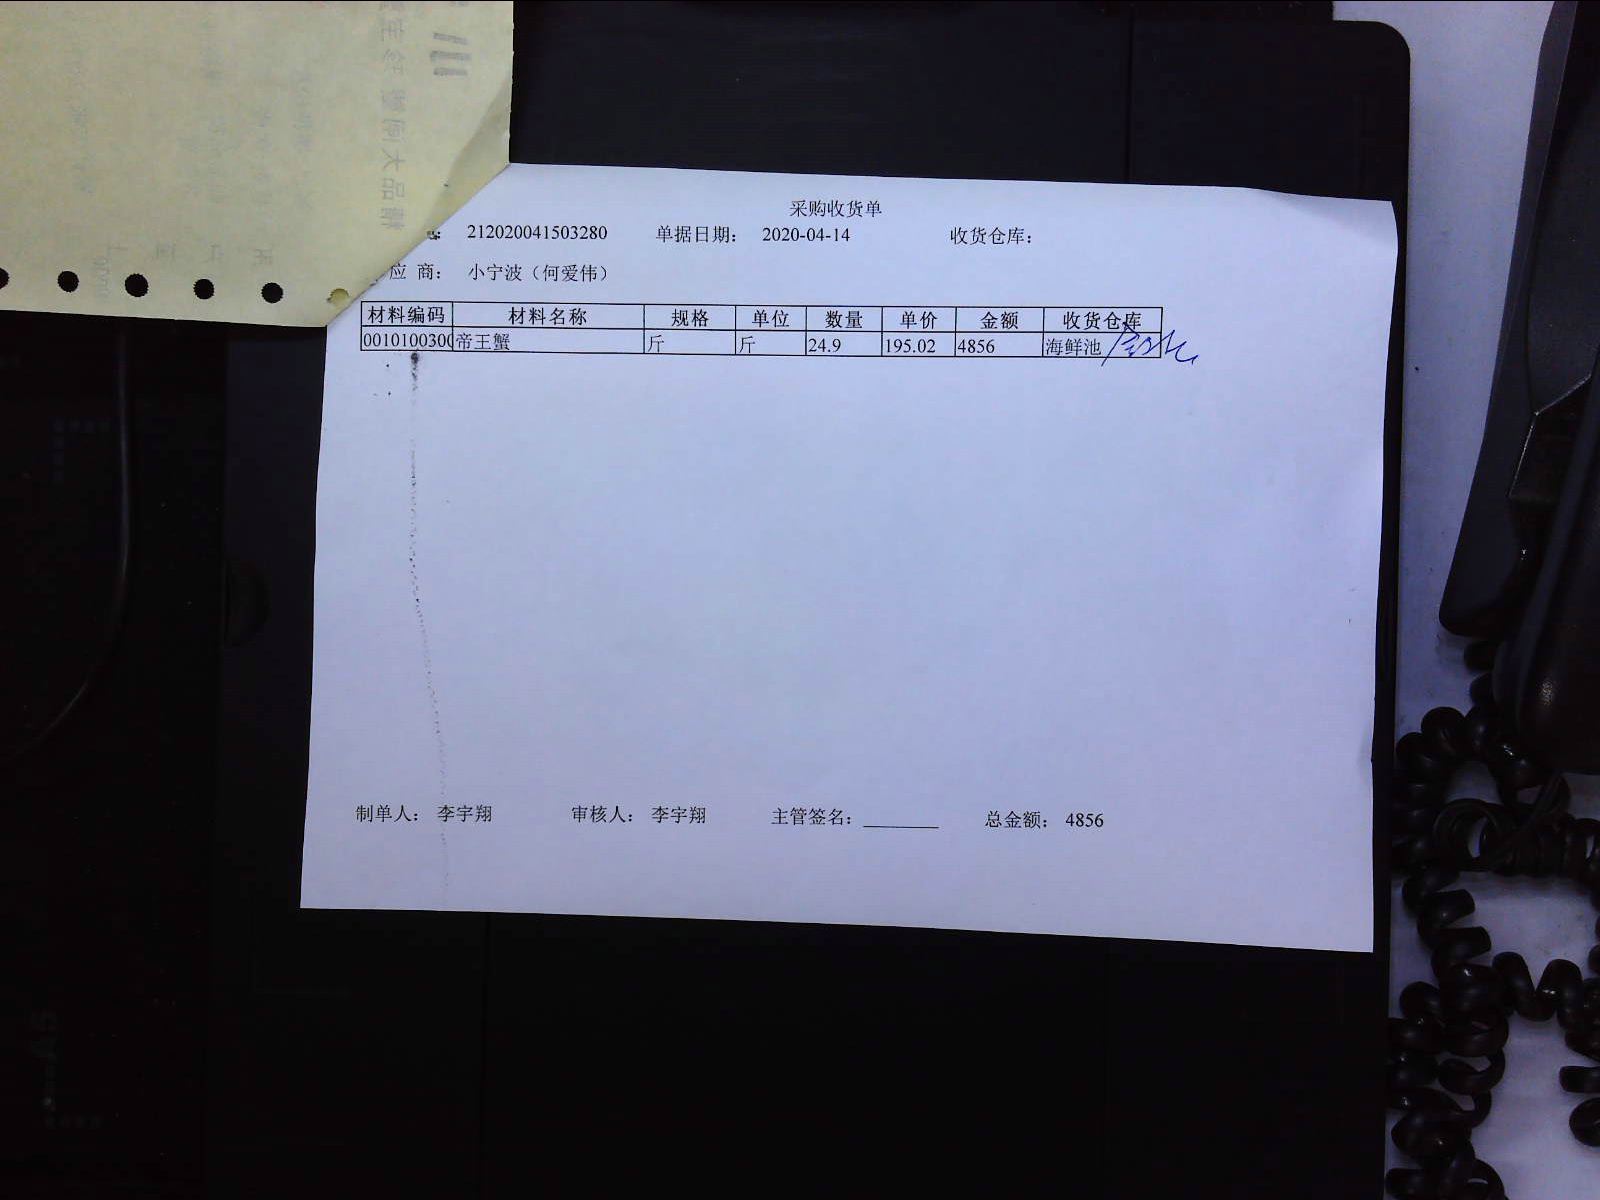 采购收货单
212020041503280 单据日期： 2020-04-14 收货仓库：
应 商： 小宁波（何爱伟）
材料编码 材料名称 规格 单位 数量 单价 金额 收货仓库
0010100300 帝王蟹 斤 斤 24.9 195.02 4856 海鲜池
制单人： 李宇翔 审核人： 李宇翔 主管签名： ________ 总金额： 4856